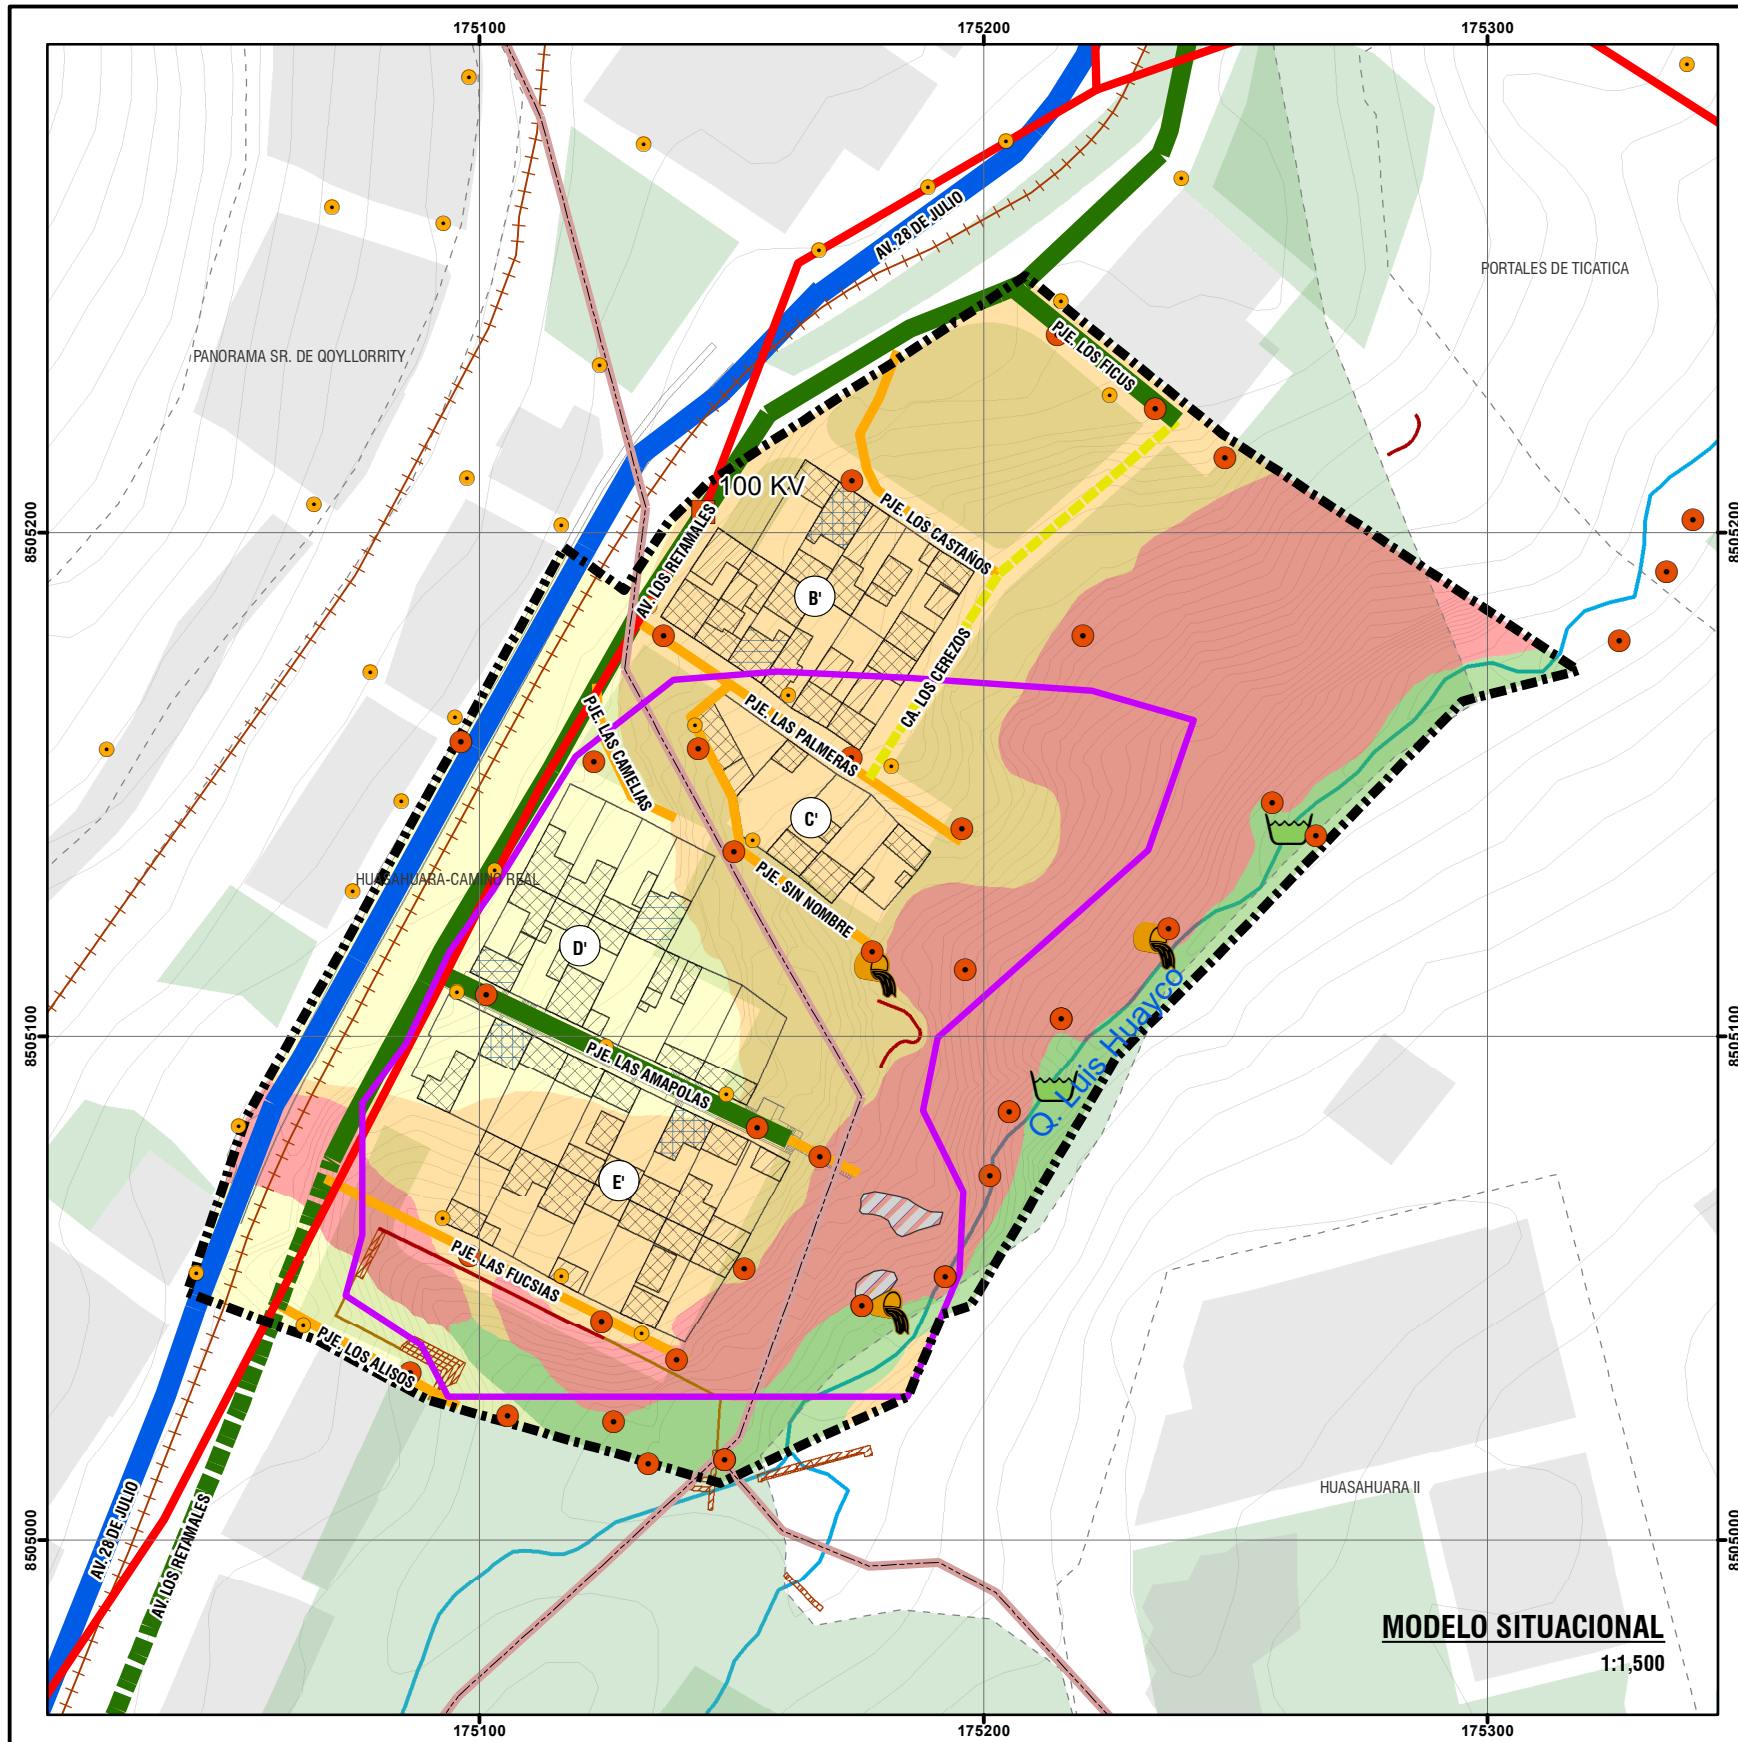 175100
175200
175300
AV. 28 DE JULIO
PORTALES DE TICATICA
PANORAMA SR. DE QOYLLORRITY
PJE. LOS FICUS
100 KV
8505200
8505200
PJE. LOS CASTAÑOS
AV. LOS RETAMALES
B'
CA. LOS CEREZOS
PJE. LAS CAMELIAS
PJE. LAS PALMERAS
C'
HUASAHUARA-CAMINO REAL
PJE. SIN NOMBRE
D'
8505100
8505100
Q. Luis Huayco
PJE. LAS AMAPOLAS
E'
PJE. LAS FUCSIAS
PJE. LOS ALISOS
HUASAHUARA II
AV. 28 DE JULIO
AV. LOS RETAMALES
8505000
8505000
MODELO SITUACIONAL
1:1,500
175100
175200
175300